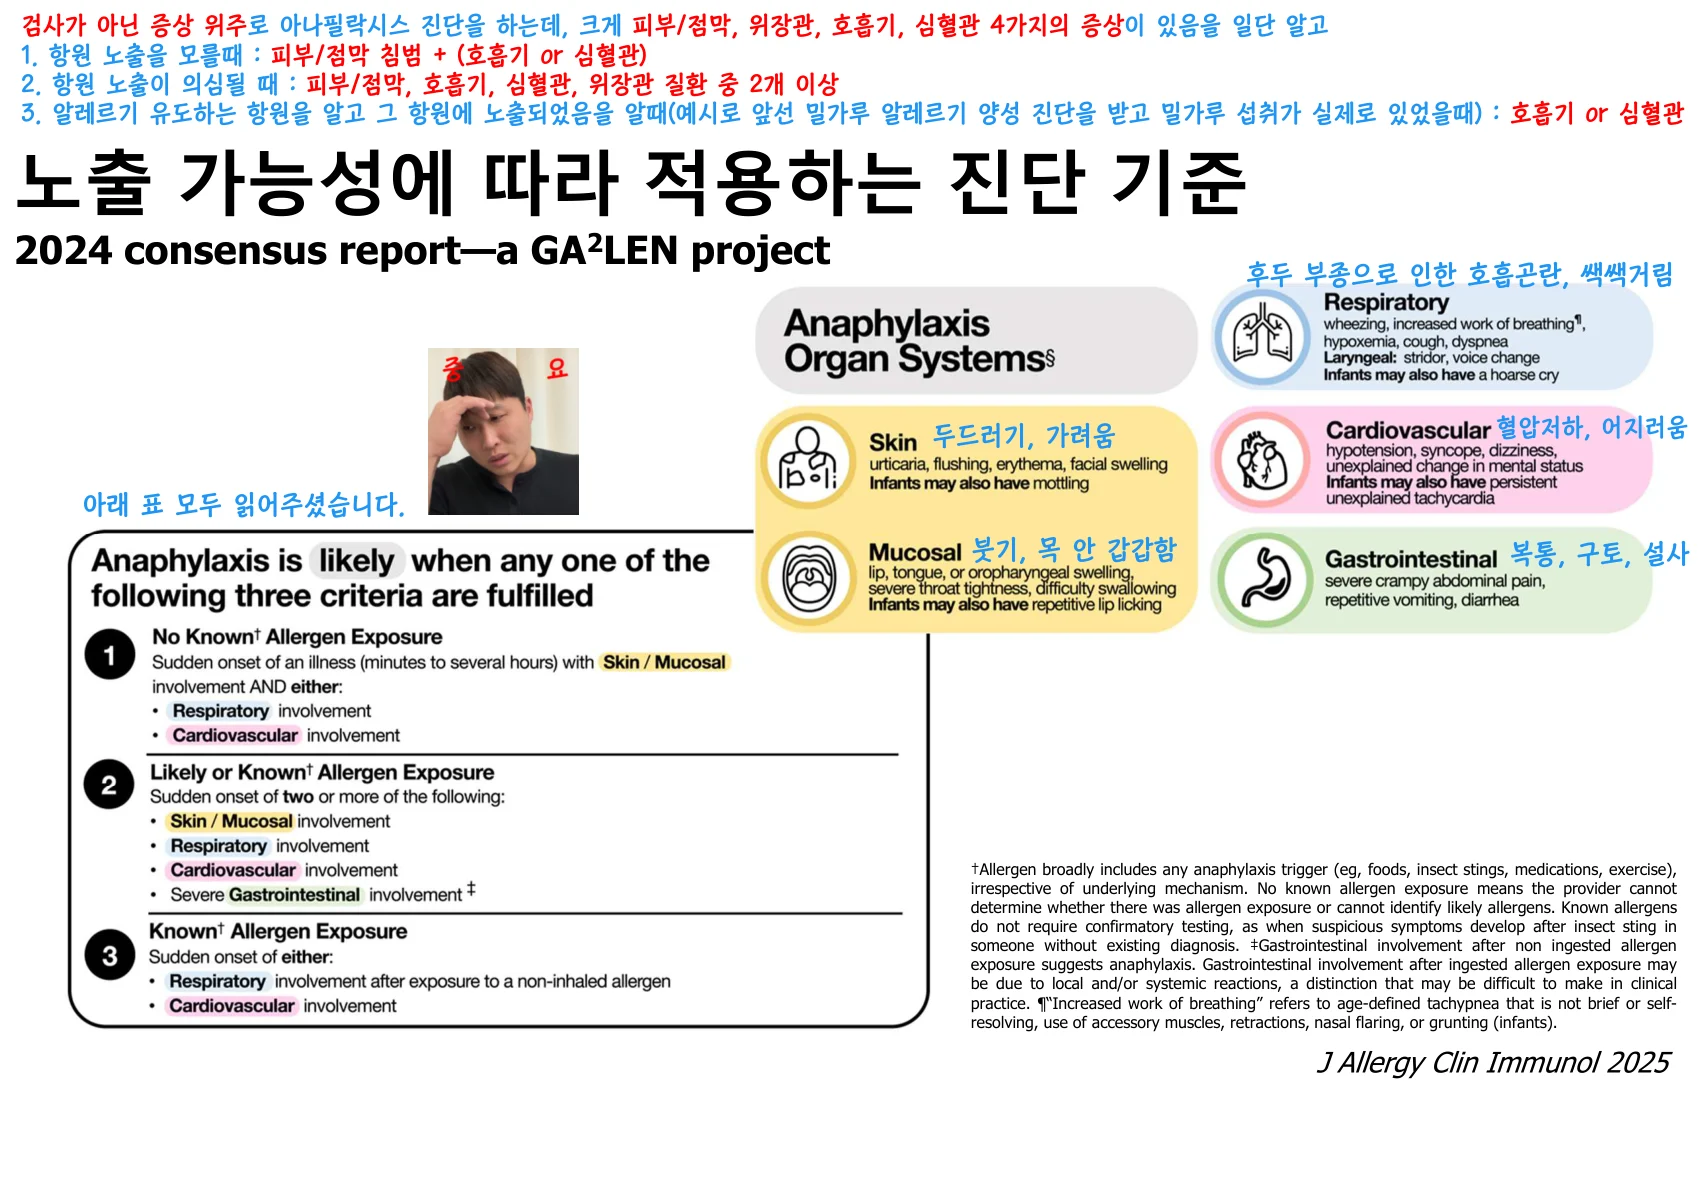 검사가 아닌 증상 위주로 아나필락시스 진단을 하는데, 크게 피부/점막, 위장관, 호흡기, 심혈관 4가지의 증상이 있음을 일단 알고
1. 항원 노출을 모를때 : 피부/점막 침범 + (호흡기 or 심혈관)
2. 항원 노출이 의심될 때 : 피부/점막, 호흡기, 심혈관, 위장관 질환 중 2개 이상
3. 알레르기 유도하는 항원을 알고 그 항원에 노출되었음을 알때(예시로 앞선 밀가루 알레르기 양성 진단을 받고 밀가루 섭취가 실제로 있었을때) : 호흡기 or 심혈관
노출 가능성에 따라 적용하는 진단 기준
2024 consensus report—a GA²LEN project
중 요
아래 표 모두 읽어주셨습니다.
Anaphylaxis
Organ Systems§
Skin 두드러기, 가려움
urticaria, flushing, erythema, facial swelling
Infants may also have mottling
Mucosal 붓기, 목 안 갑갑함
lip, tongue, or oropharyngeal swelling,
severe throat tightness, difficulty swallowing
Infants may also have repetitive lip licking
후두 부종으로 인한 호흡곤란, 쌕쌕거림
Respiratory
wheezing, increased work of breathing¶,
hypoxemia, cough, dyspnea
Laryngeal: stridor, voice change
Infants may also have a hoarse cry
Cardiovascular 혈압저하, 어지러움
hypotension, syncope, dizziness,
unexplained change in mental status
Infants may also have persistent
unexplained tachycardia
Gastrointestinal 복통, 구토, 설사
severe crampy abdominal pain,
repetitive vomiting, diarrhea
Anaphylaxis is likely when any one of the
following three criteria are fulfilled
1 No Known† Allergen Exposure
Sudden onset of an illness (minutes to several hours) with Skin / Mucosal
involvement AND either:
• Respiratory involvement
• Cardiovascular involvement
2 Likely or Known† Allergen Exposure
Sudden onset of two or more of the following:
• Skin / Mucosal involvement
• Respiratory involvement
• Cardiovascular involvement
• Severe Gastrointestinal involvement ‡
3 Known† Allergen Exposure
Sudden onset of either:
• Respiratory involvement after exposure to a non-inhaled allergen
• Cardiovascular involvement
†Allergen broadly includes any anaphylaxis trigger (eg, foods, insect stings, medications, exercise),
irrespective of underlying mechanism. No known allergen exposure means the provider cannot
determine whether there was allergen exposure or cannot identify likely allergens. Known allergens
do not require confirmatory testing, as when suspicious symptoms develop after insect sting in
someone without existing diagnosis. ‡Gastrointestinal involvement after non ingested allergen
exposure suggests anaphylaxis. Gastrointestinal involvement after ingested allergen exposure may
be due to local and/or systemic reactions, a distinction that may be difficult to make in clinical
practice. ¶“Increased work of breathing” refers to age-defined tachypnea that is not brief or self-
resolving, use of accessory muscles, retractions, nasal flaring, or grunting (infants).
J Allergy Clin Immunol 2025